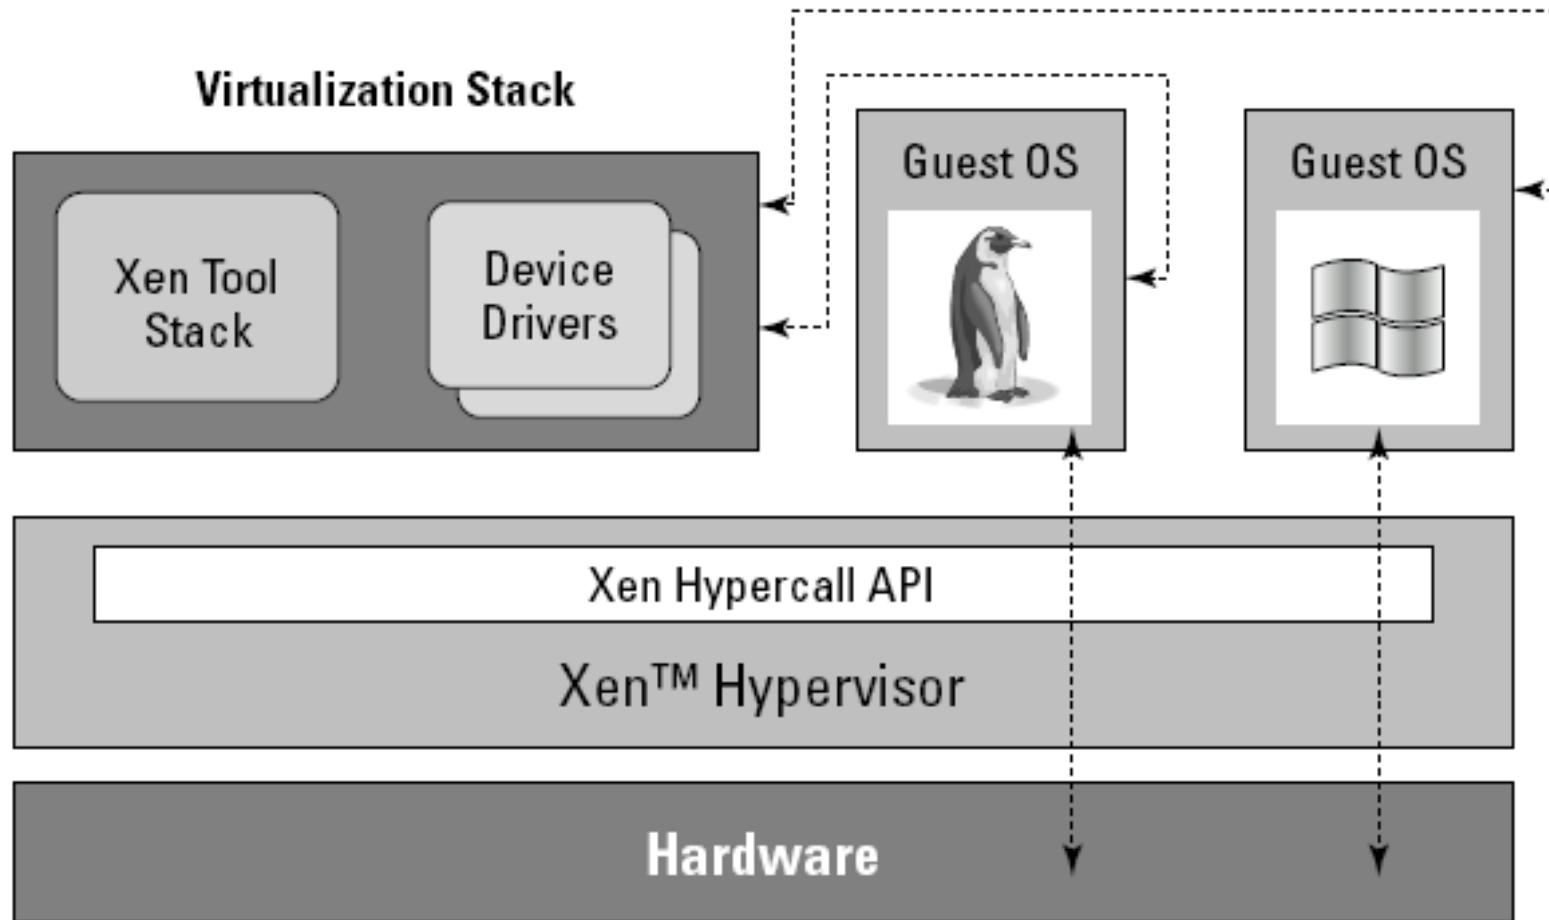 Virtualization Stack
Xen Tool
Stack
Device
Drivers
Guest OS
Guest OS
Xen Hypercall API
Xen™ Hypervisor
Hardware